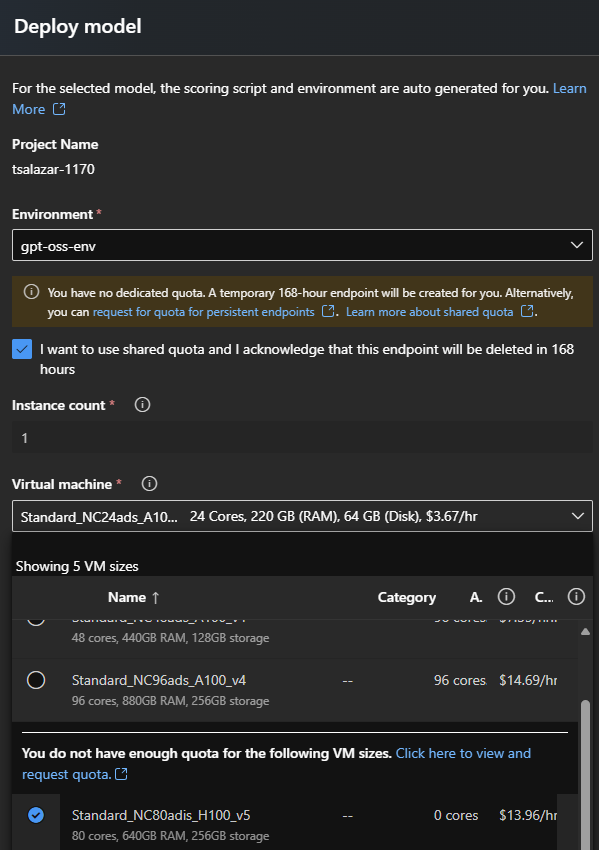 Deploy model
For the selected model, the scoring script and environment are auto generated for you. Learn
More
Project Name
tsalazar-1170
Environment *
gpt-oss-env
You have no dedicated quota. A temporary 168-hour endpoint will be created for you. Alternatively,
you can request for quota for persistent endpoints . Learn more about shared quota .
I want to use shared quota and I acknowledge that this endpoint will be deleted in 168
hours
Instance count *
1
Virtual machine *
Standard_NC24ads_A10... 24 Cores, 220 GB (RAM), 64 GB (Disk), $3.67/hr
Showing 5 VM sizes
Name ↑ Category A. C...
48 cores, 440GB RAM, 128GB storage
Standard_NC96ads_A100_v4 -- 96 cores $14.69/hr
96 cores, 880GB RAM, 256GB storage
You do not have enough quota for the following VM sizes. Click here to view and
request quota.
Standard_NC80adis_H100_v5 -- 0 cores $13.96/hr
80 cores, 640GB RAM, 256GB storage